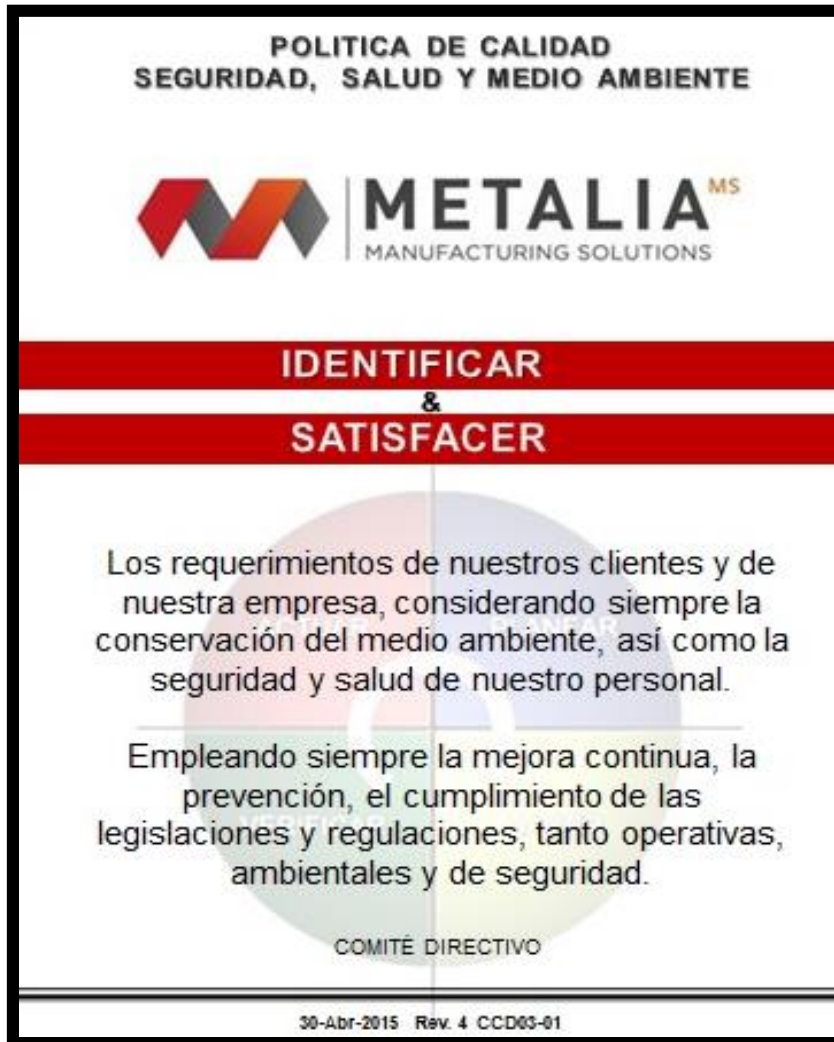 POLITICA DE CALIDAD
SEGURIDAD, SALUD Y MEDIO AMBIENTE
METALIA MS
MANUFACTURING SOLUTIONS
IDENTIFICAR
&
SATISFACER
Los requerimientos de nuestros clientes y de
nuestra empresa, considerando siempre la
conservación del medio ambiente, así como la
seguridad y salud de nuestro personal.
ACTUAR
PLANEAR
Empleando siempre la mejora continua, la
prevención, el cumplimiento de las
legislaciones y regulaciones, tanto operativas,
ambientales y de seguridad.
VERIFICAR
COMITÉ DIRECTIVO
30-Abr-2015 Rev. 4 CCD03-01